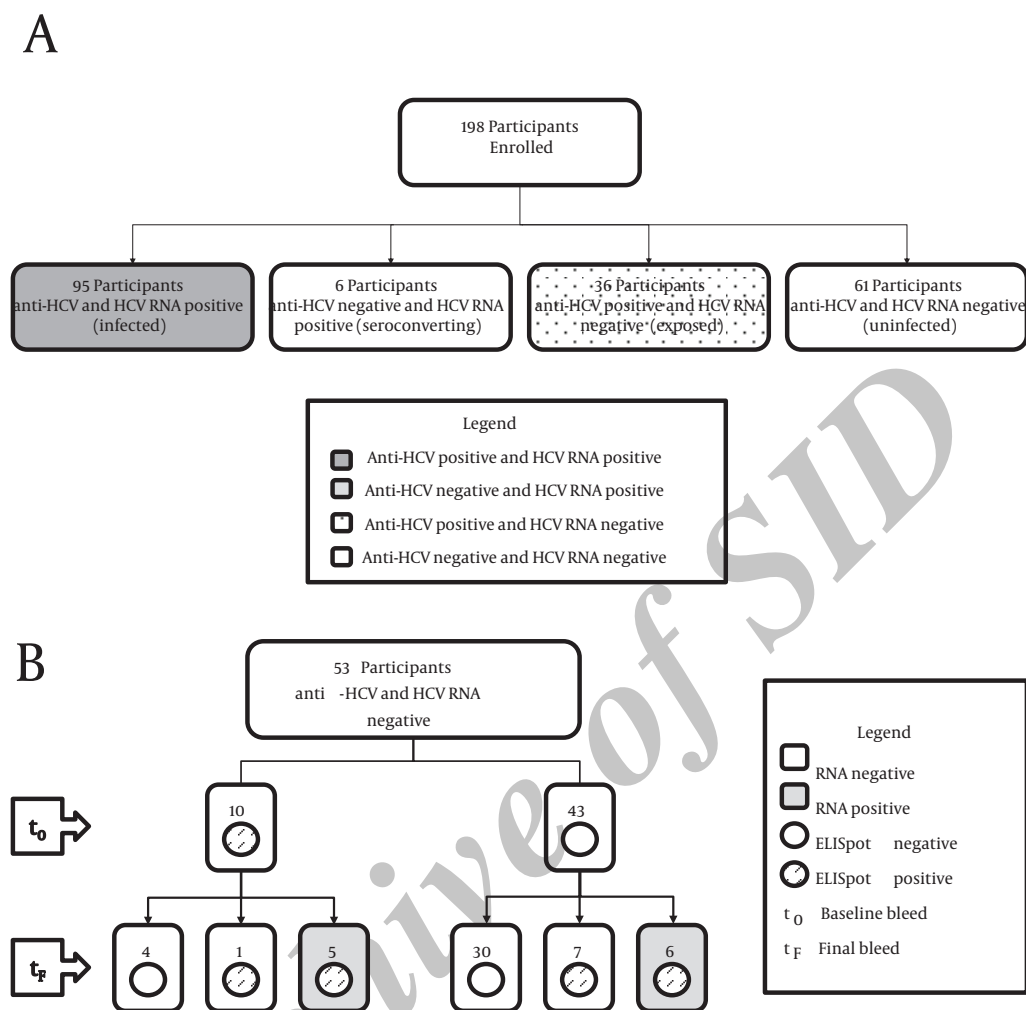 A
198 Participants
Enrolled
95 Participants
anti-HCV and HCV RNA positive
(infected)
6 Participants
anti-HCV negative and HCV RNA
positive (seroconverting)
36 Participants
anti-HCV positive and HCV RNA
negative (exposed)
61 Participants
anti-HCV and HCV RNA negative
(uninfected)
Legend
Anti-HCV positive and HCV RNA positive
Anti-HCV negative and HCV RNA positive
Anti-HCV positive and HCV RNA negative
Anti-HCV negative and HCV RNA negative
B
53 Participants
anti -HCV and HCV RNA
negative
t0
10
43
tF
4
1
5
30
7
6
Legend
RNA negative
RNA positive
ELISpot negative
ELISpot positive
t0 Baseline bleed
tF Final bleed
ive of SID